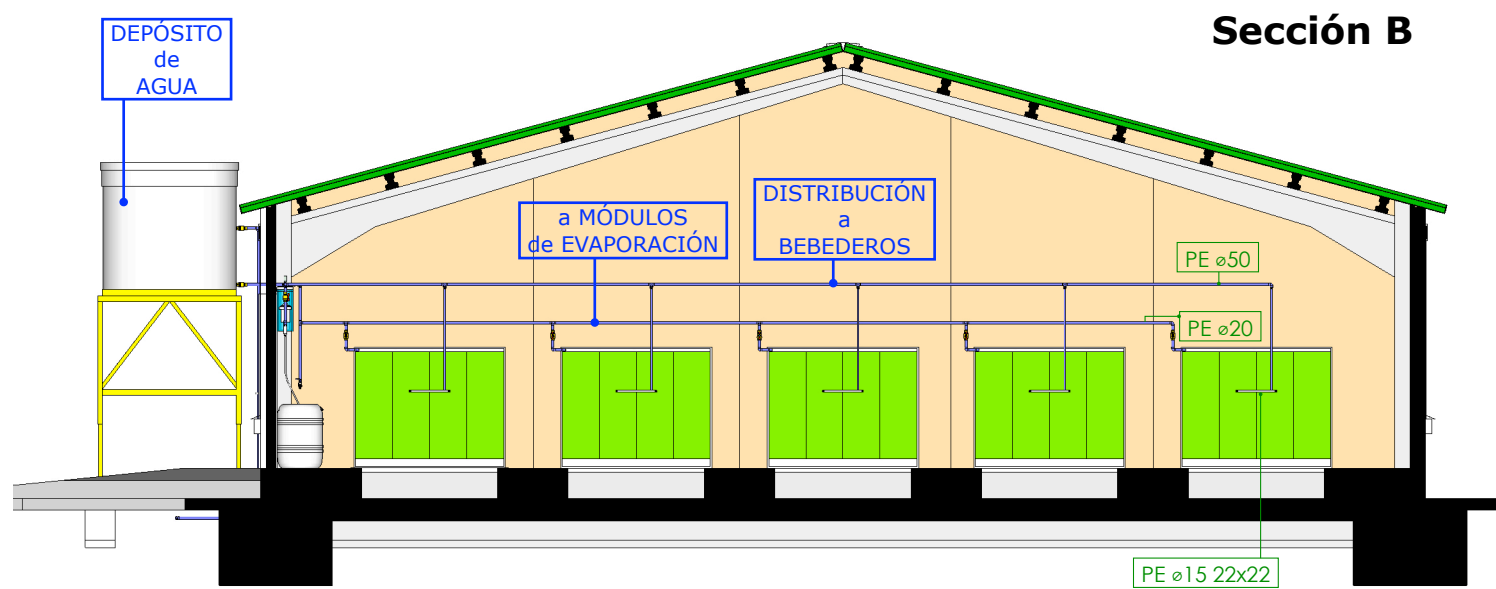 Sección B
DEPÓSITO
de
AGUA
DISTRIBUCIÓN
a
BEBEDEROS
a MÓDULOS
de EVAPORACIÓN
PE ⌀50
PE ⌀20
PE ⌀15 22x22